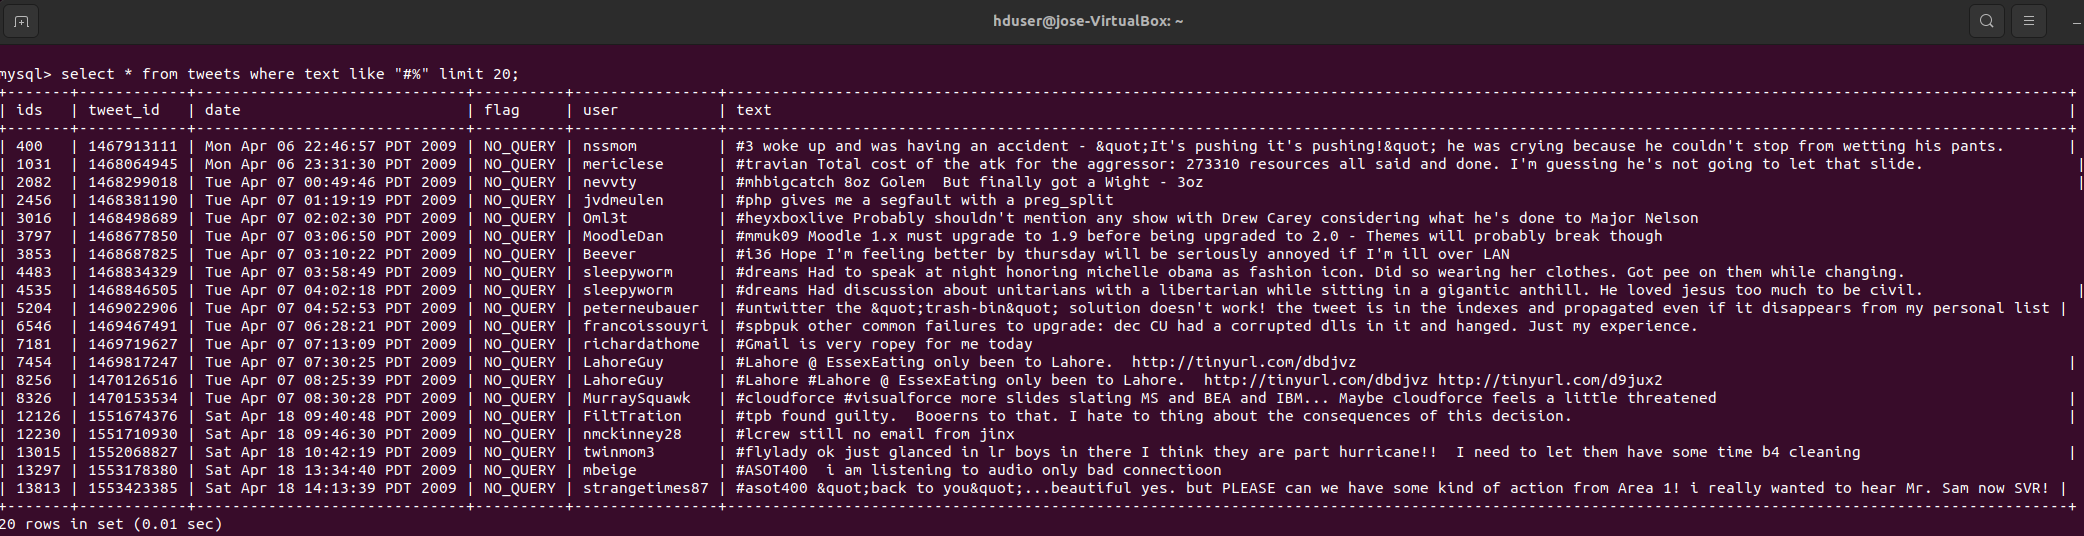 hduser@jose-VirtualBox: ~
mysql> select * from tweets where text like "#%" limit 20;
+-------+------------+------------------------------+----------+----------------+-----------------------------------------------------------------------------------------------------------------------------------------------------+
| ids   | tweet_id   | date                         | flag     | user           | text                                                                                                                                                |
+-------+------------+------------------------------+----------+----------------+-----------------------------------------------------------------------------------------------------------------------------------------------------+
| 400   | 1467913111 | Mon Apr 06 22:46:57 PDT 2009 | NO_QUERY | nssmom         | #3 woke up and was having an accident - &quot;It's pushing it's pushing!&quot; he was crying because he couldn't stop from wetting his pants.       |
| 1031  | 1468064945 | Mon Apr 06 23:31:30 PDT 2009 | NO_QUERY | mericlese      | #travian Total cost of the atk for the aggressor: 273310 resources all said and done. I'm guessing he's not going to let that slide.                 |
| 2082  | 1468299018 | Tue Apr 07 00:49:46 PDT 2009 | NO_QUERY | nevvty         | #mhbigcatch 8oz Golem  But finally got a Wight - 3oz                                                                                                 |
| 2456  | 1468381190 | Tue Apr 07 01:19:19 PDT 2009 | NO_QUERY | jvdmeulen      | #php gives me a segfault with a preg_split
| 3016  | 1468498689 | Tue Apr 07 02:02:30 PDT 2009 | NO_QUERY | Oml3t          | #heyxboxlive Probably shouldn't mention any show with Drew Carey considering what he's done to Major Nelson
| 3797  | 1468677850 | Tue Apr 07 03:06:50 PDT 2009 | NO_QUERY | MoodleDan      | #mmuk09 Moodle 1.x must upgrade to 1.9 before being upgraded to 2.0 - Themes will probably break though
| 3853  | 1468687825 | Tue Apr 07 03:10:22 PDT 2009 | NO_QUERY | Beever         | #i36 Hope I'm feeling better by thursday will be seriously annoyed if I'm ill over LAN
| 4483  | 1468834329 | Tue Apr 07 03:58:49 PDT 2009 | NO_QUERY | sleepyworm     | #dreams Had to speak at night honoring michelle obama as fashion icon. Did so wearing her clothes. Got pee on them while changing.
| 4535  | 1468846505 | Tue Apr 07 04:02:18 PDT 2009 | NO_QUERY | sleepyworm     | #dreams Had discussion about unitarians with a libertarian while sitting in a gigantic anthill. He loved jesus too much to be civil.                 |
| 5204  | 1469022906 | Tue Apr 07 04:52:53 PDT 2009 | NO_QUERY | peterneubauer  | #untwitter the &quot;trash-bin&quot; solution doesn't work! the tweet is in the indexes and propagated even if it disappears from my personal list |
| 6546  | 1469467491 | Tue Apr 07 06:28:21 PDT 2009 | NO_QUERY | francoissouyri | #spbpuk other common failures to upgrade: dec CU had a corrupted dlls in it and hanged. Just my experience.
| 7181  | 1469719627 | Tue Apr 07 07:13:09 PDT 2009 | NO_QUERY | richardathome  | #Gmail is very ropey for me today
| 7454  | 1469817247 | Tue Apr 07 07:30:25 PDT 2009 | NO_QUERY | LahoreGuy      | #Lahore @ EssexEating only been to Lahore.  http://tinyurl.com/dbdjvz                                                                               |
| 8256  | 1470126516 | Tue Apr 07 08:25:39 PDT 2009 | NO_QUERY | LahoreGuy      | #Lahore #Lahore @ EssexEating only been to Lahore.  http://tinyurl.com/dbdjvz http://tinyurl.com/d9jux2
| 8326  | 1470153534 | Tue Apr 07 08:30:28 PDT 2009 | NO_QUERY | MurraySquawk   | #cloudforce #visualforce more slides slating MS and BEA and IBM... Maybe cloudforce feels a little threatened                                       |
| 12126 | 1551674376 | Sat Apr 18 09:40:48 PDT 2009 | NO_QUERY | FiltTration    | #tpb found guilty.  Booerns to that. I hate to thing about the consequences of this decision.                                                       |
| 12230 | 1551710930 | Sat Apr 18 09:46:30 PDT 2009 | NO_QUERY | nmckinney28    | #lcrew still no email from jinx
| 13015 | 1552068827 | Sat Apr 18 10:42:19 PDT 2009 | NO_QUERY | twinmom3       | #flylady ok just glanced in lr boys in there I think they are part hurricane!!  I need to let them have some time b4 cleaning                       |
| 13297 | 1553178380 | Sat Apr 18 13:34:40 PDT 2009 | NO_QUERY | mbeige         | #ASOT400  i am listening to audio only bad connectioon
| 13813 | 1553423385 | Sat Apr 18 14:13:39 PDT 2009 | NO_QUERY | strangetimes87 | #asot400 &quot;back to you&quot;...beautiful yes. but PLEASE can we have some kind of action from Area 1! i really wanted to hear Mr. Sam now SVR! |
+-------+------------+------------------------------+----------+----------------+-----------------------------------------------------------------------------------------------------------------------------------------------------+
20 rows in set (0.01 sec)